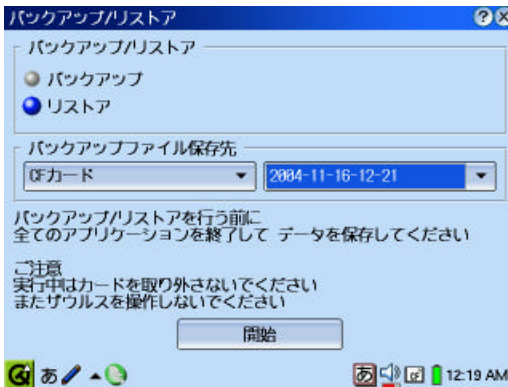 バックアップ/リストア
バックアップ/リストア
バックアップ
リストア
バックアップファイル保存先
CFカード
2004-11-16-12-21
バックアップ/リストアを行う前に
全てのアプリケーションを終了して データを保存してください
ご注意
実行中はカードを取り外さないでください
またザウルスを操作しないでください
開始
あ
あ
CF
12:19 AM